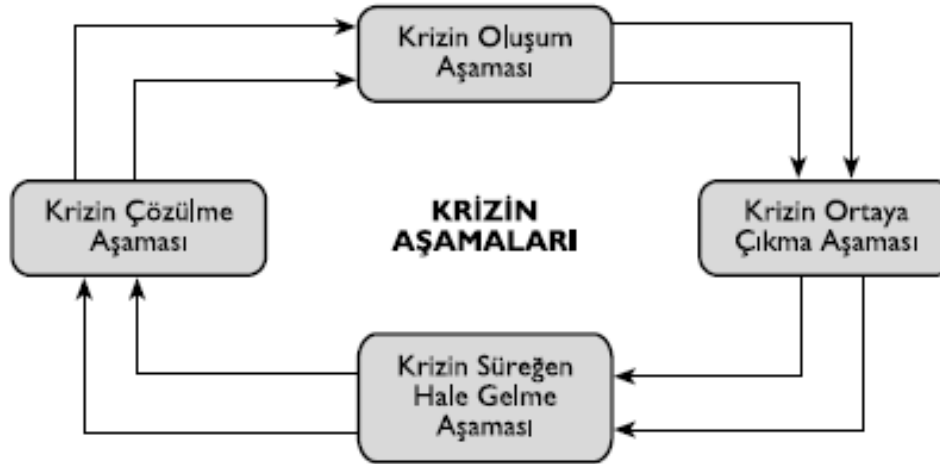 Krizin Oluşum
Aşaması
Krizin Çözülme
Aşaması
KRİZİN
AŞAMALARI
Krizin Ortaya
Çıkma Aşaması
Krizin Süreğen
Hale Gelme
Aşaması